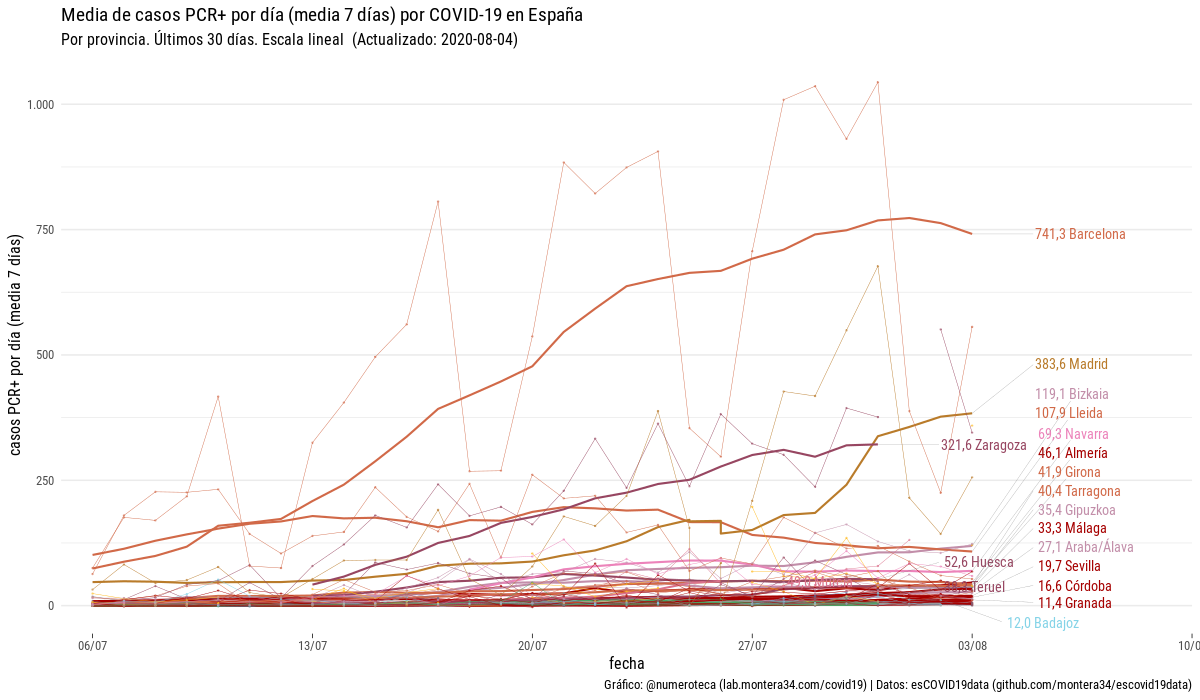 Media de casos PCR+ por día (media 7 días) por COVID-19 en España
Por provincia. Últimos 30 días. Escala lineal (Actualizado: 2020-08-04)
casos PCR+ por día (media 7 días)
1.000
750
500
250
0
741,3 Barcelona
383,6 Madrid
119,1 Bizkaia
107,9 Lleida
69,3 Navarra
321,6 Zaragoza
46,1 Almería
41,9 Girona
40,4 Tarragona
35,4 Gipuzkoa
33,3 Málaga
27,1 Araba/Álava
52,6 Huesca
19,7 Sevilla
Teruel
16,6 Córdoba
11,4 Granada
12,0 Badajoz
06/07
13/07
20/07
27/07
03/08
10/0
fecha
Gráfico: @numeroteca (lab.montera34.com/covid19) | Datos: esCOVID19data (github.com/montera34/escovid19data)